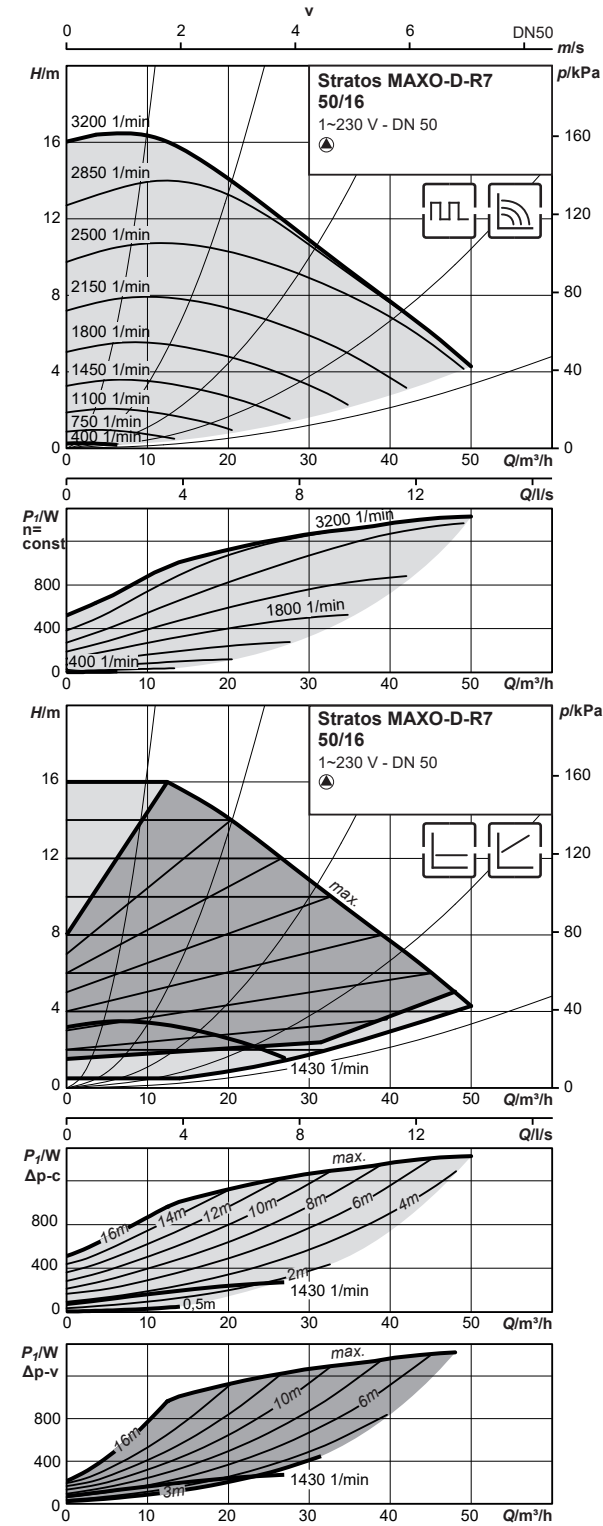 v
0 2 4 6 DN50
m/s
H/m
p/kPa
Stratos MAXO-D-R7
50/16
1~230 V - DN 50
3200 1/min
16
160
2850 1/min
12
120
2500 1/min
2150 1/min
8
80
1800 1/min
1450 1/min
4
40
1100 1/min
750 1/min
400 1/min
0
0
0 10 20 30 40 50 Q/m³/h
0 4 8 12 Q/l/s
P1/W
n=
const
3200 1/min
800
1800 1/min
400
400 1/min
0
0 10 20 30 40 50 Q/m³/h
H/m
p/kPa
Stratos MAXO-D-R7
50/16
1~230 V - DN 50
16
160
12
120
max.
8
80
4
40
1430 1/min
0
0
0 10 20 30 40 50 Q/m³/h
0 4 8 12 Q/l/s
P1/W
Δp-c
max.
16m 14m 12m 10m 8m 6m 4m
800
400
2m
1430 1/min
0,5m
0
0 10 20 30 40 50 Q/m³/h
P1/W
Δp-v
max.
16m 10m 6m
800
400
1430 1/min
3m
0
0 10 20 30 40 50 Q/m³/h